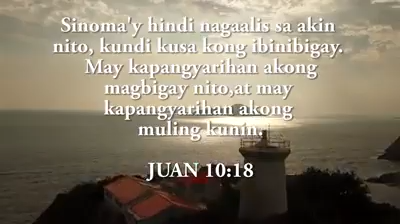 Sinoma'y hindi nagaalis sa akin
nito, kundi kusa kong ibinibigay.
May kapangyarihan akong
magbigay nito,at may
kapangyarihan akong
muling kunin.
JUAN 10:18